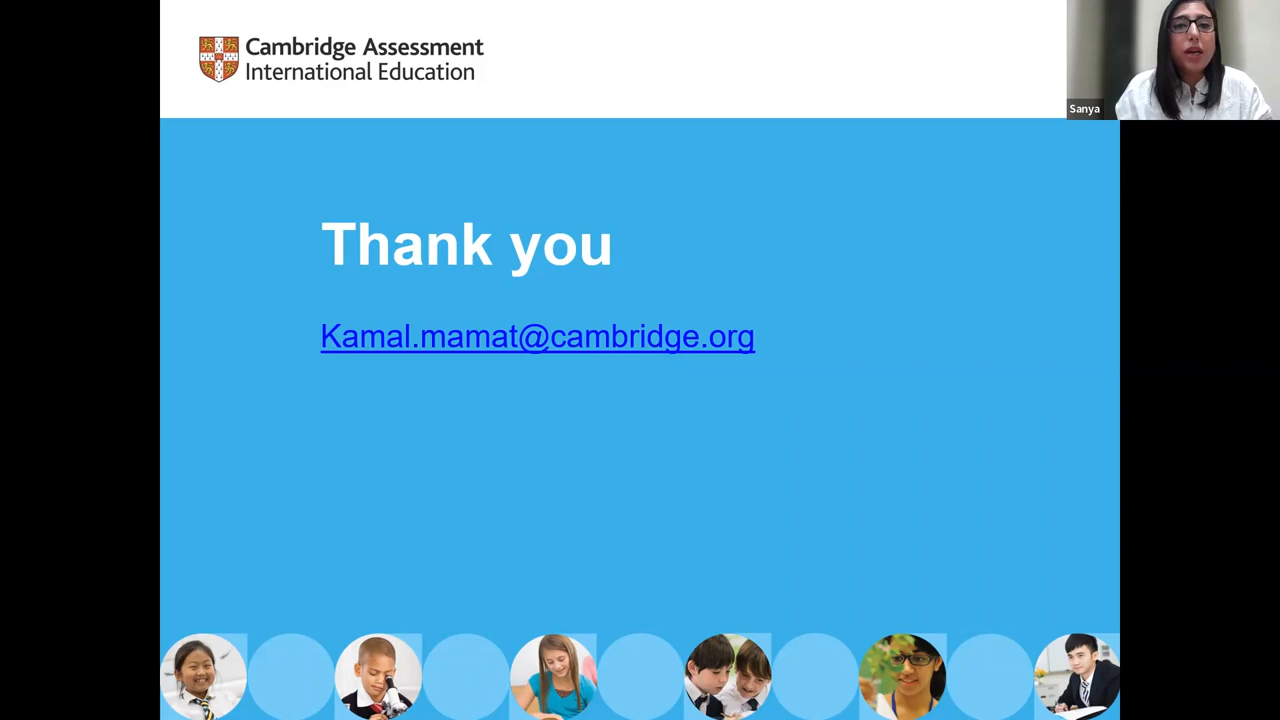 Cambridge Assessment
International Education
Sanya
Thank you
Kamal.mamat@cambridge.org